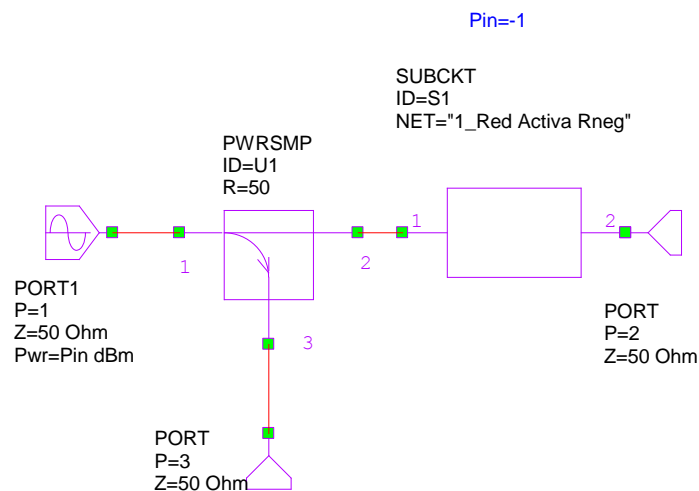 Pin=-1
SUBCKT
ID=S1
NET="1_Red Activa Rneg"
PWRSMP
ID=U1
R=50
1
2
1
2
3
PORT1
P=1
Z=50 Ohm
Pwr=Pin dBm
PORT
P=2
Z=50 Ohm
PORT
P=3
Z=50 Ohm